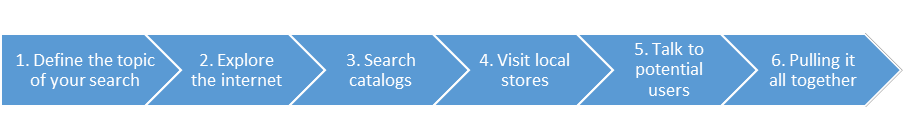 1. Define the topic
of your search
2. Explore
the internet
3. Search
catalogs
4. Visit local
stores
5. Talk to
potential
users
6. Pulling it
all together